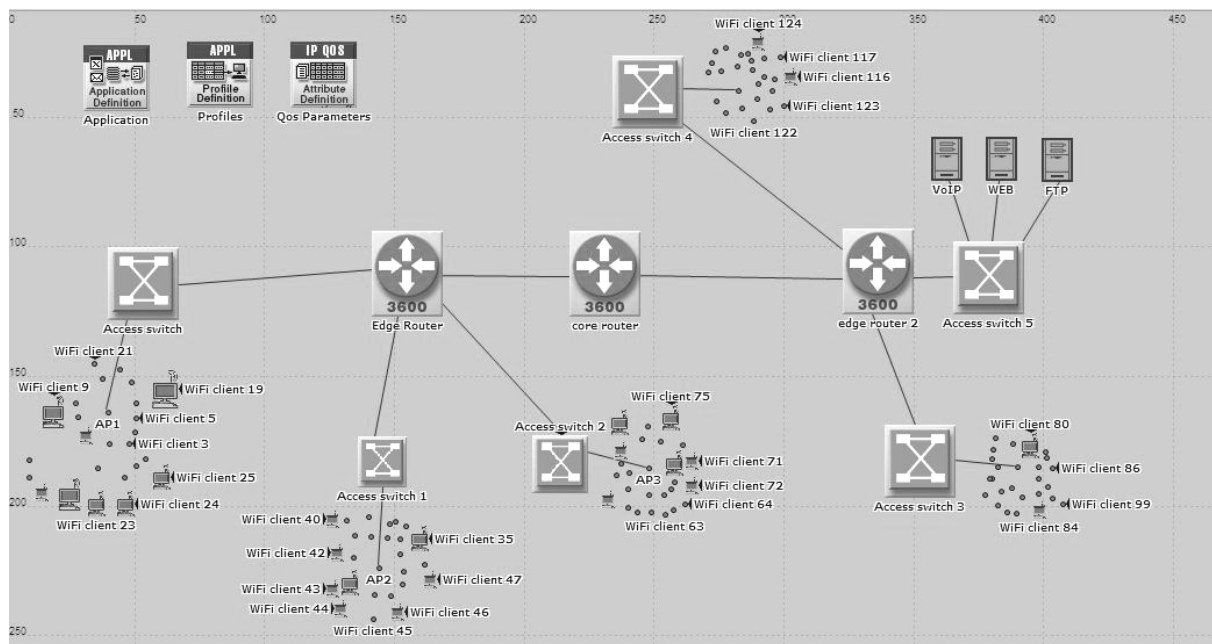 0 50 100 150 200 250 300 350 400 450
APPL
Application Definition
Application
APPL
Profile Definition
Profiles
IP QOS
Attribute Definition
Qos Parameters
WiFi client 124
WiFi client 117
WiFi client 116
WiFi client 123
WiFi client 122
Access switch 4
50
VoIP
WEB
FTP
100
3600
Edge Router
3600
core router
3600
edge router 2
Access switch
Access switch 5
WiFi client 21
150
WiFi client 9
WiFi client 19
WiFi client 5
AP1
WiFi client 3
WiFi client 25
WiFi client 24
WiFi client 23
Access switch 1
WiFi client 75
Access switch 2
WiFi client 71
AP3
WiFi client 72
WiFi client 64
WiFi client 63
WiFi client 80
WiFi client 86
WiFi client 99
WiFi client 84
Access switch 3
200
WiFi client 40
WiFi client 35
WiFi client 42
AP2
WiFi client 47
WiFi client 43
WiFi client 44
WiFi client 46
WiFi client 45
250